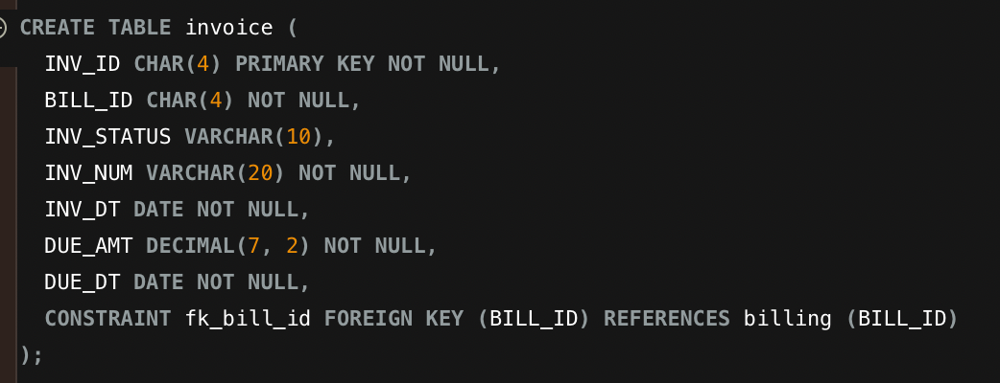 CREATE TABLE invoice (
INV_ID CHAR(4) PRIMARY KEY NOT NULL,
BILL_ID CHAR(4) NOT NULL,
INV_STATUS VARCHAR(10),
INV_NUM VARCHAR(20) NOT NULL,
INV_DT DATE NOT NULL,
DUE_AMT DECIMAL(7, 2) NOT NULL,
DUE_DT DATE NOT NULL,
CONSTRAINT fk_bill_id FOREIGN KEY (BILL_ID) REFERENCES billing (BILL_ID)
);